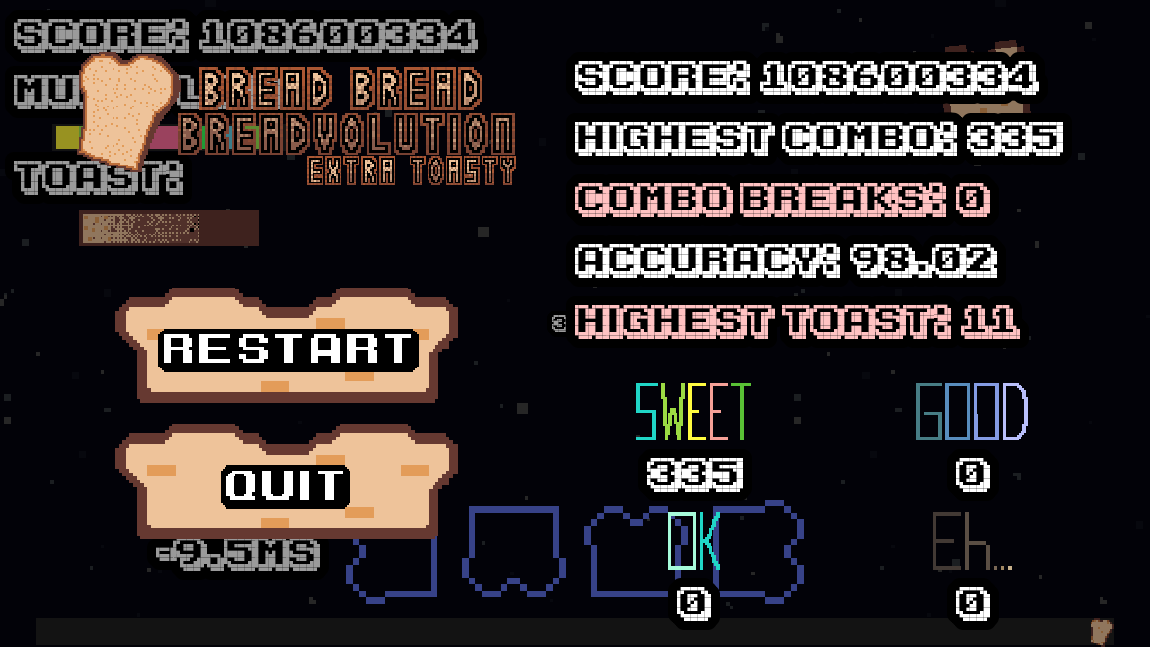 SCORE: 108600334
BREAD BREAD
BREADVOLUTION
EXTRA TOASTY
TOAST:
RESTART
QUIT
-9.5MS
SCORE: 108600334
HIGHEST COMBO: 335
COMBO BREAKS: 0
ACCURACY: 98.02
3
HIGHEST TOAST: 11
SWEET
335
GOOD
0
OK
0
Eh...
0